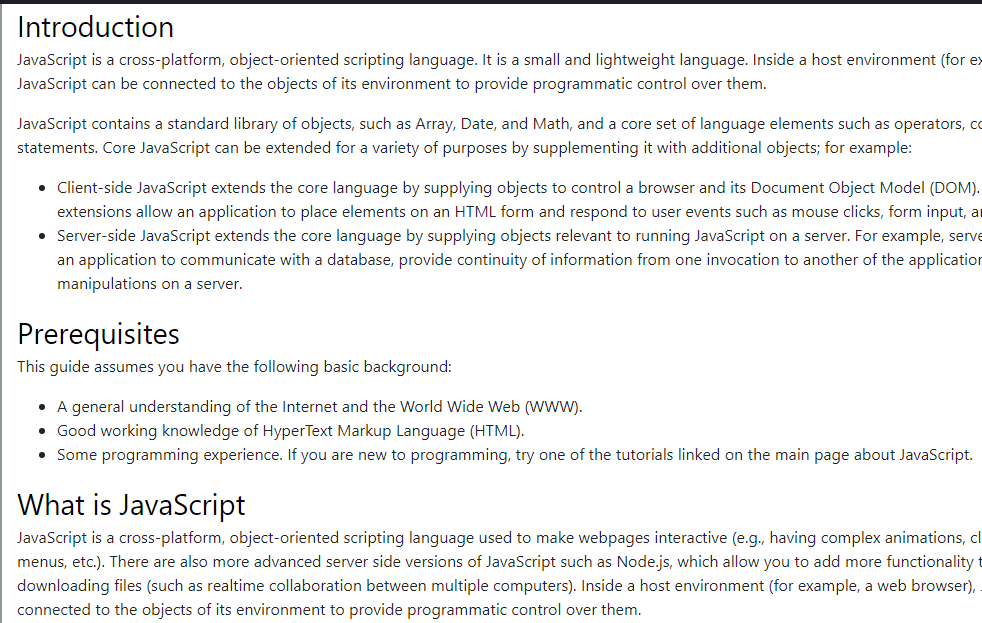 Introduction
JavaScript is a cross-platform, object-oriented scripting language. It is a small and lightweight language. Inside a host environment (for
JavaScript can be connected to the objects of its environment to provide programmatic control over them.
JavaScript contains a standard library of objects, such as Array, Date, and Math, and a core set of language elements such as operators,
statements. Core JavaScript can be extended for a variety of purposes by supplementing it with additional objects; for example:
• Client-side JavaScript extends the core language by supplying objects to control a browser and its Document Object Model (DOM).
extensions allow an application to place elements on an HTML form and respond to user events such as mouse clicks, form input,
• Server-side JavaScript extends the core language by supplying objects relevant to running JavaScript on a server. For example,
an application to communicate with a database, provide continuity of information from one invocation to another of the
manipulations on a server.
Prerequisites
This guide assumes you have the following basic background:
• A general understanding of the Internet and the World Wide Web (WWW).
• Good working knowledge of HyperText Markup Language (HTML).
• Some programming experience. If you are new to programming, try one of the tutorials linked on the main page about JavaScript.
What is JavaScript
JavaScript is a cross-platform, object-oriented scripting language used to make webpages interactive (e.g., having complex animations,
menus, etc.). There are also more advanced server side versions of JavaScript such as Node.js, which allow you to add more functionality
downloading files (such as realtime collaboration between multiple computers). Inside a host environment (for example, a web browser),
connected to the objects of its environment to provide programmatic control over them.